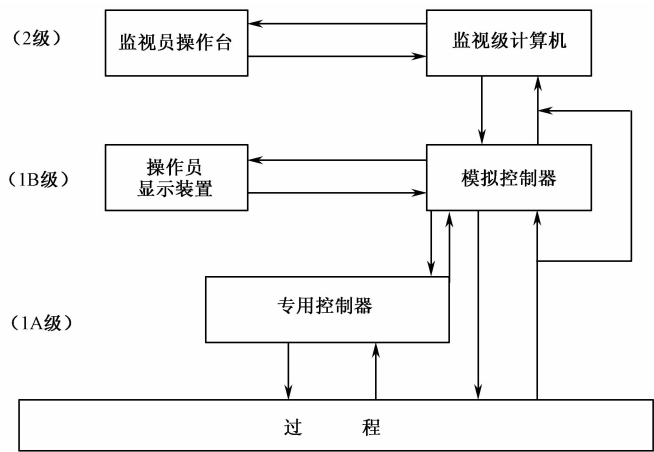 （2级）
监视员操作台
监视级计算机
（1B级）
操作员
显示装置
模拟控制器
专用控制器
（1A级）
过 程